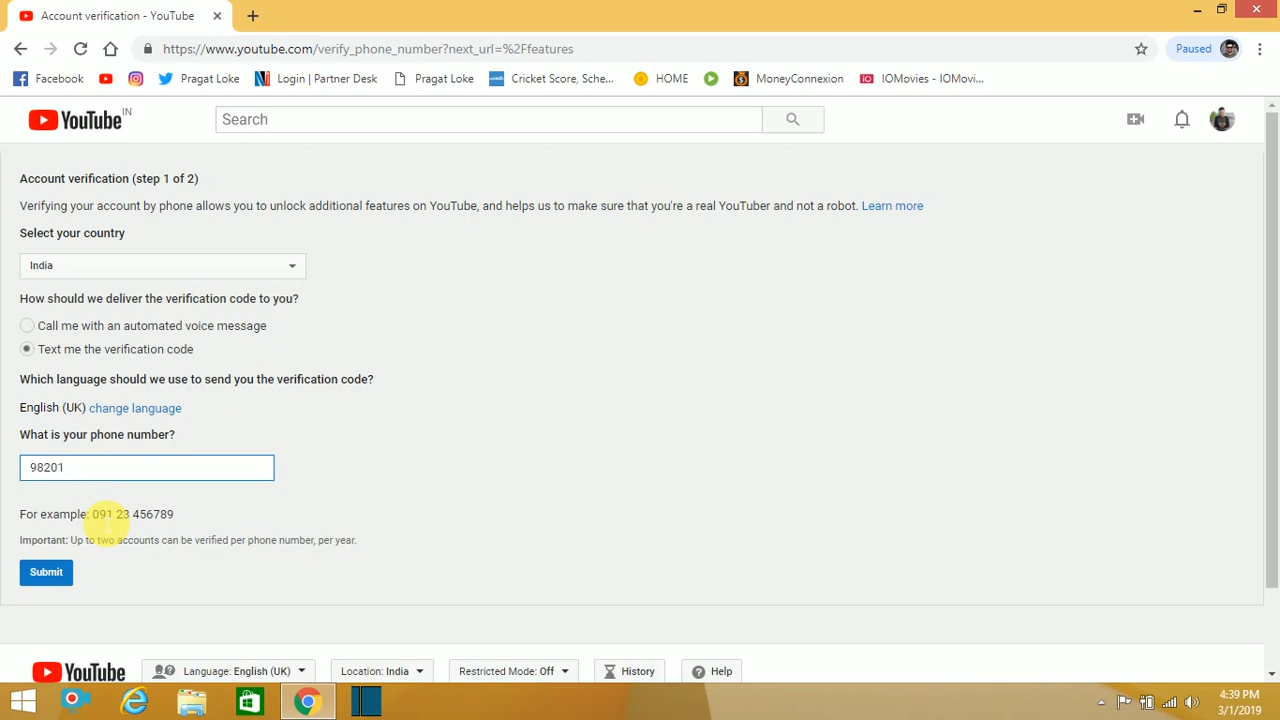 Account verification - YouTube
https://www.youtube.com/verify_phone_number?next_url=%2Ffeatures
Paused
Facebook
Pragat Loke
Login | Partner Desk
Pragat Loke
Cricket Score, Sche...
HOME
MoneyConnexion
IOMovies - IOMovi...
YouTube IN
Search
Account verification (step 1 of 2)
Verifying your account by phone allows you to unlock additional features on YouTube, and helps us to make sure that you're a real YouTuber and not a robot. Learn more
Select your country
India
How should we deliver the verification code to you?
Call me with an automated voice message
Text me the verification code
Which language should we use to send you the verification code?
English (UK) change language
What is your phone number?
98201
For example: 091 23 456789
Important: Up to two accounts can be verified per phone number, per year.
Submit
YouTube
Language: English (UK)
Location: India
Restricted Mode: Off
History
Help
4:39 PM
3/1/2019